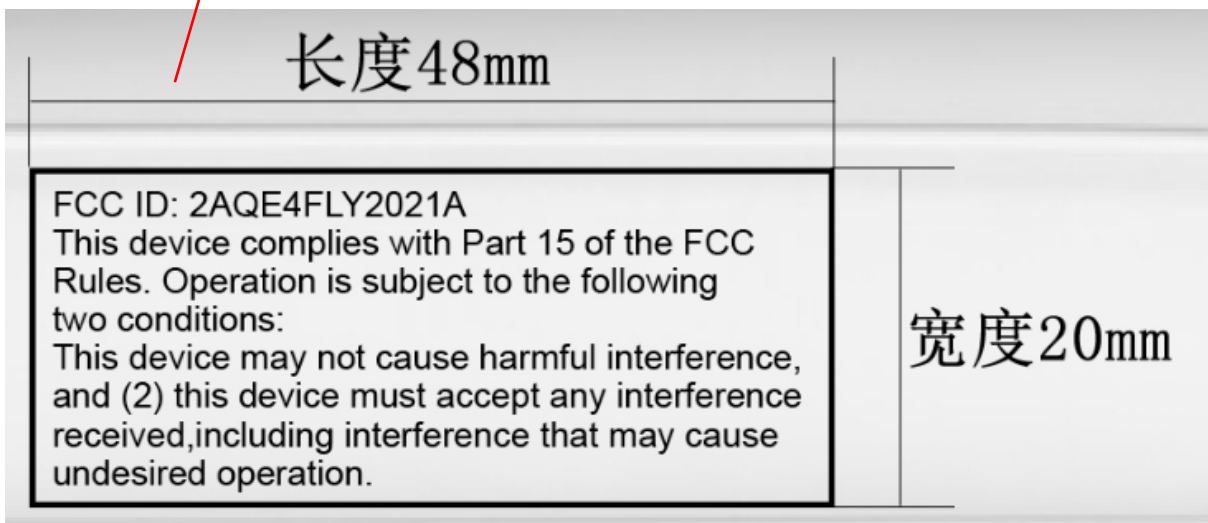 长度48mm
FCC ID: 2AQE4FLY2021A
This device complies with Part 15 of the FCC
Rules. Operation is subject to the following
two conditions:
This device may not cause harmful interference,
and (2) this device must accept any interference
received,including interference that may cause
undesired operation.
宽度20mm